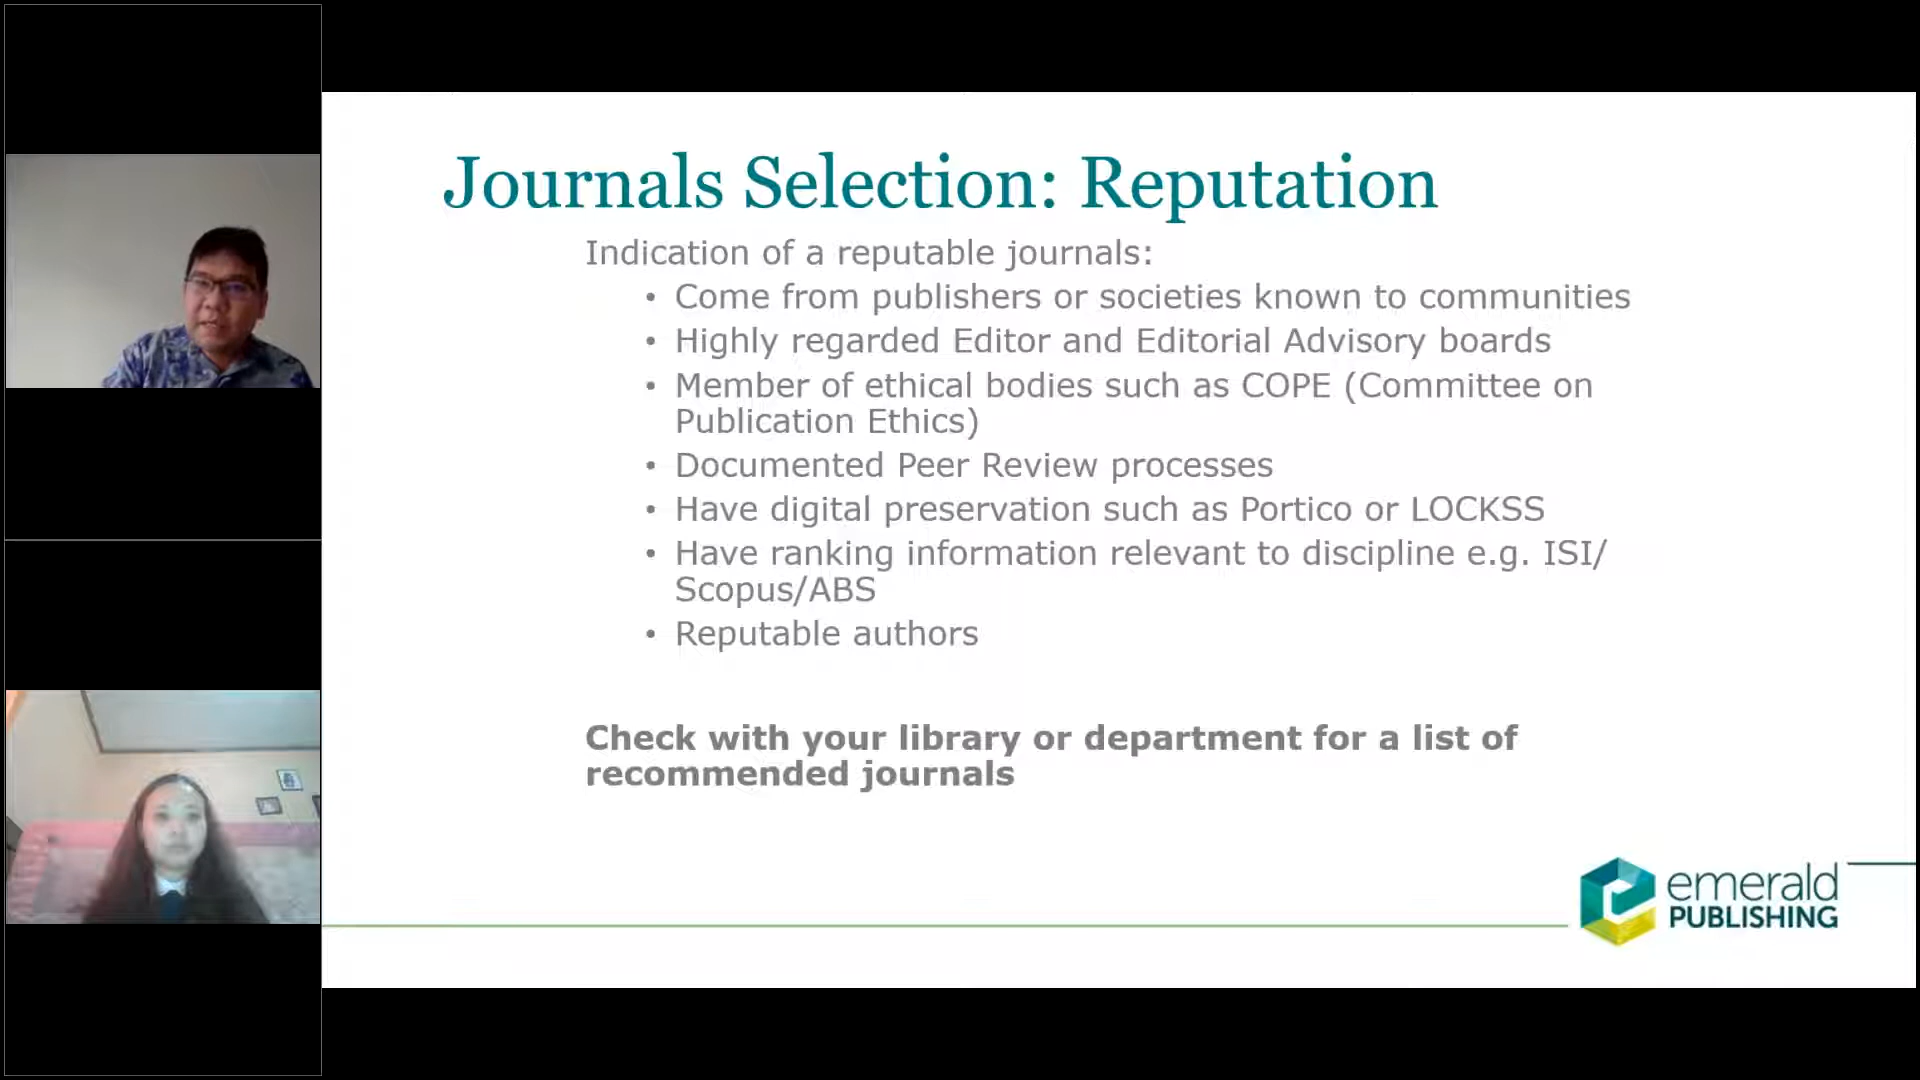 Journals Selection: Reputation
Indication of a reputable journals:
• Come from publishers or societies known to communities
• Highly regarded Editor and Editorial Advisory boards
• Member of ethical bodies such as COPE (Committee on
Publication Ethics)
• Documented Peer Review processes
• Have digital preservation such as Portico or LOCKSS
• Have ranking information relevant to discipline e.g. ISI/
Scopus/ABS
• Reputable authors
Check with your library or department for a list of
recommended journals
emerald
PUBLISHING